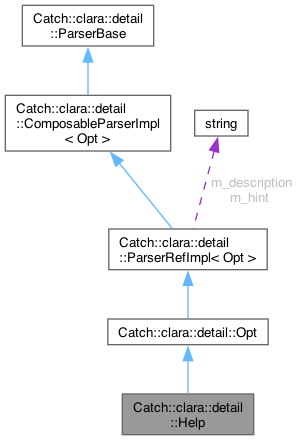 Catch::clara::detail
::ParserBase
Catch::clara::detail
::ComposableParserImpl
< Opt >
string
m_description
m_hint
Catch::clara::detail
::ParserRefImpl< Opt >
Catch::clara::detail::Opt
Catch::clara::detail
::Help